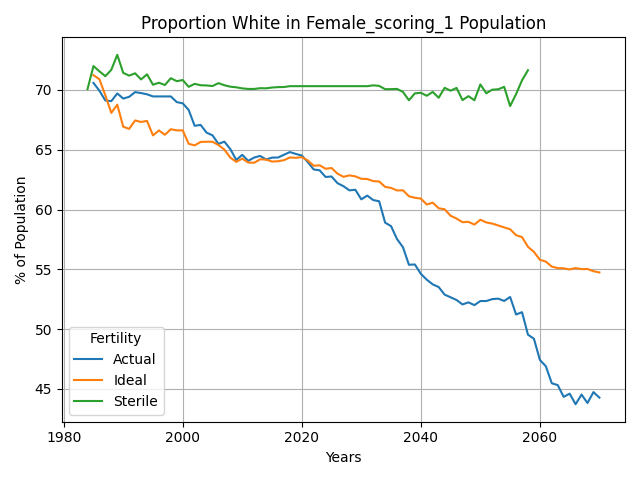 Proportion White in Female_scoring_1 Population
% of Population
70
65
60
55
50
45
Fertility
Actual
Ideal
Sterile
1980
2000
2020
2040
2060
Years